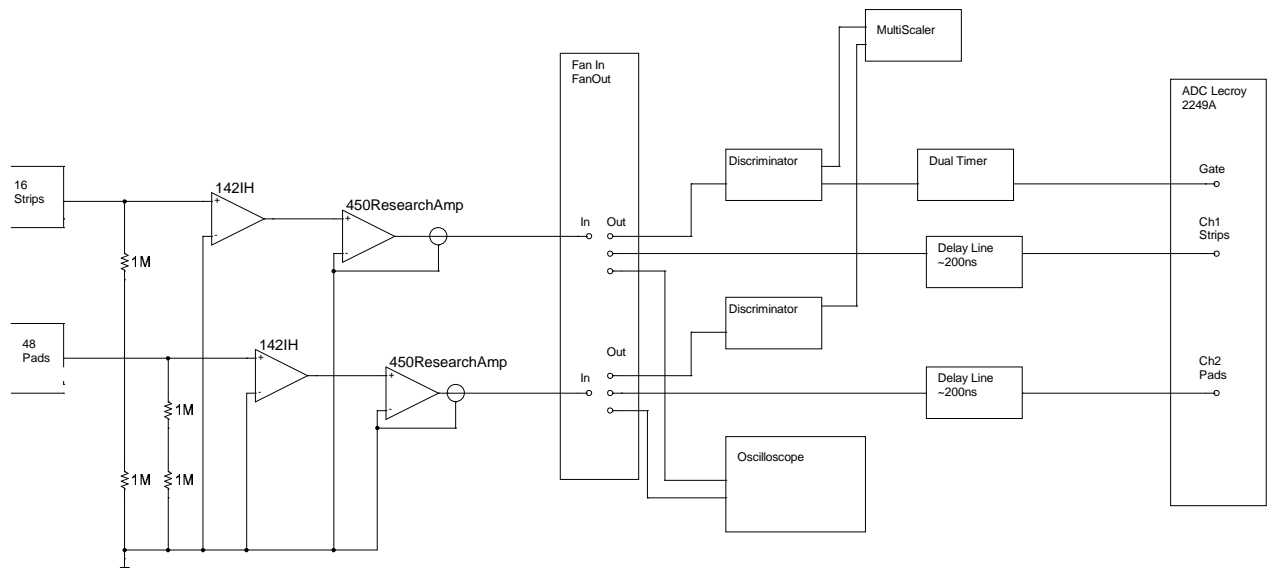 MultiScaler
Fan In
FanOut
ADC Lecroy
2249A
Discriminator
Dual Timer
Gate
16
Strips
142IH
450ResearchAmp
In
Out
Ch1
Strips
Delay Line
~200ns
1M
Discriminator
48
Pads
142IH
450ResearchAmp
Out
In
Ch2
Pads
Delay Line
~200ns
1M
Oscilloscope
1M
1M